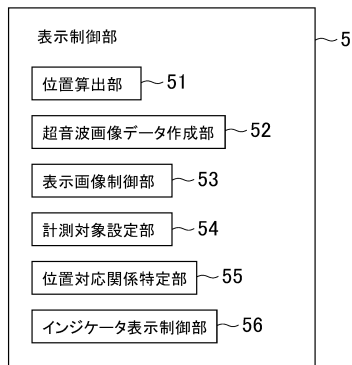 表示制御部 5
位置算出部 51
超音波画像データ作成部 52
表示画像制御部 53
計測対象設定部 54
位置対応関係特定部 55
インジケータ表示制御部 56